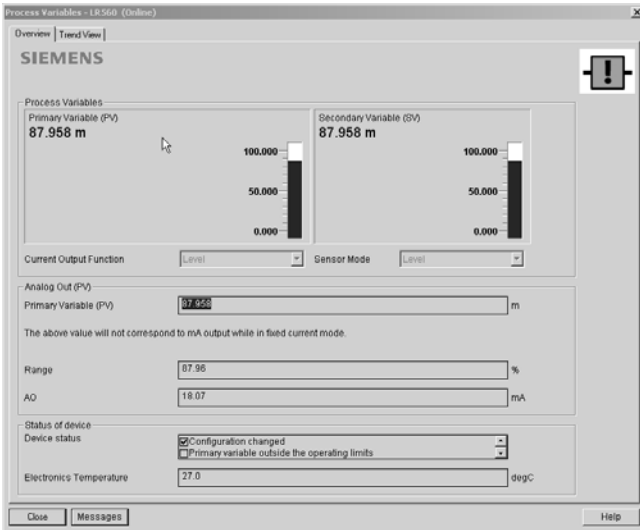 Process Variables - LR560 (Online)
Overview
Trend View
SIEMENS
Process Variables
Primary Variable (PV)
87.958 m
100.000
50.000
0.000
Secondary Variable (SV)
87.958 m
100.000
50.000
0.000
Current Output Function
Level
Sensor Mode
Level
Analog Out (PV)
Primary Variable (PV)
87.958
m
The above value will not correspond to mA output while in fixed current mode.
Range
87.96
%
AO
18.07
mA
Status of device
Device status
Configuration changed
Primary variable outside the operating limits
Electronics Temperature
27.0
degC
Close
Messages
Help